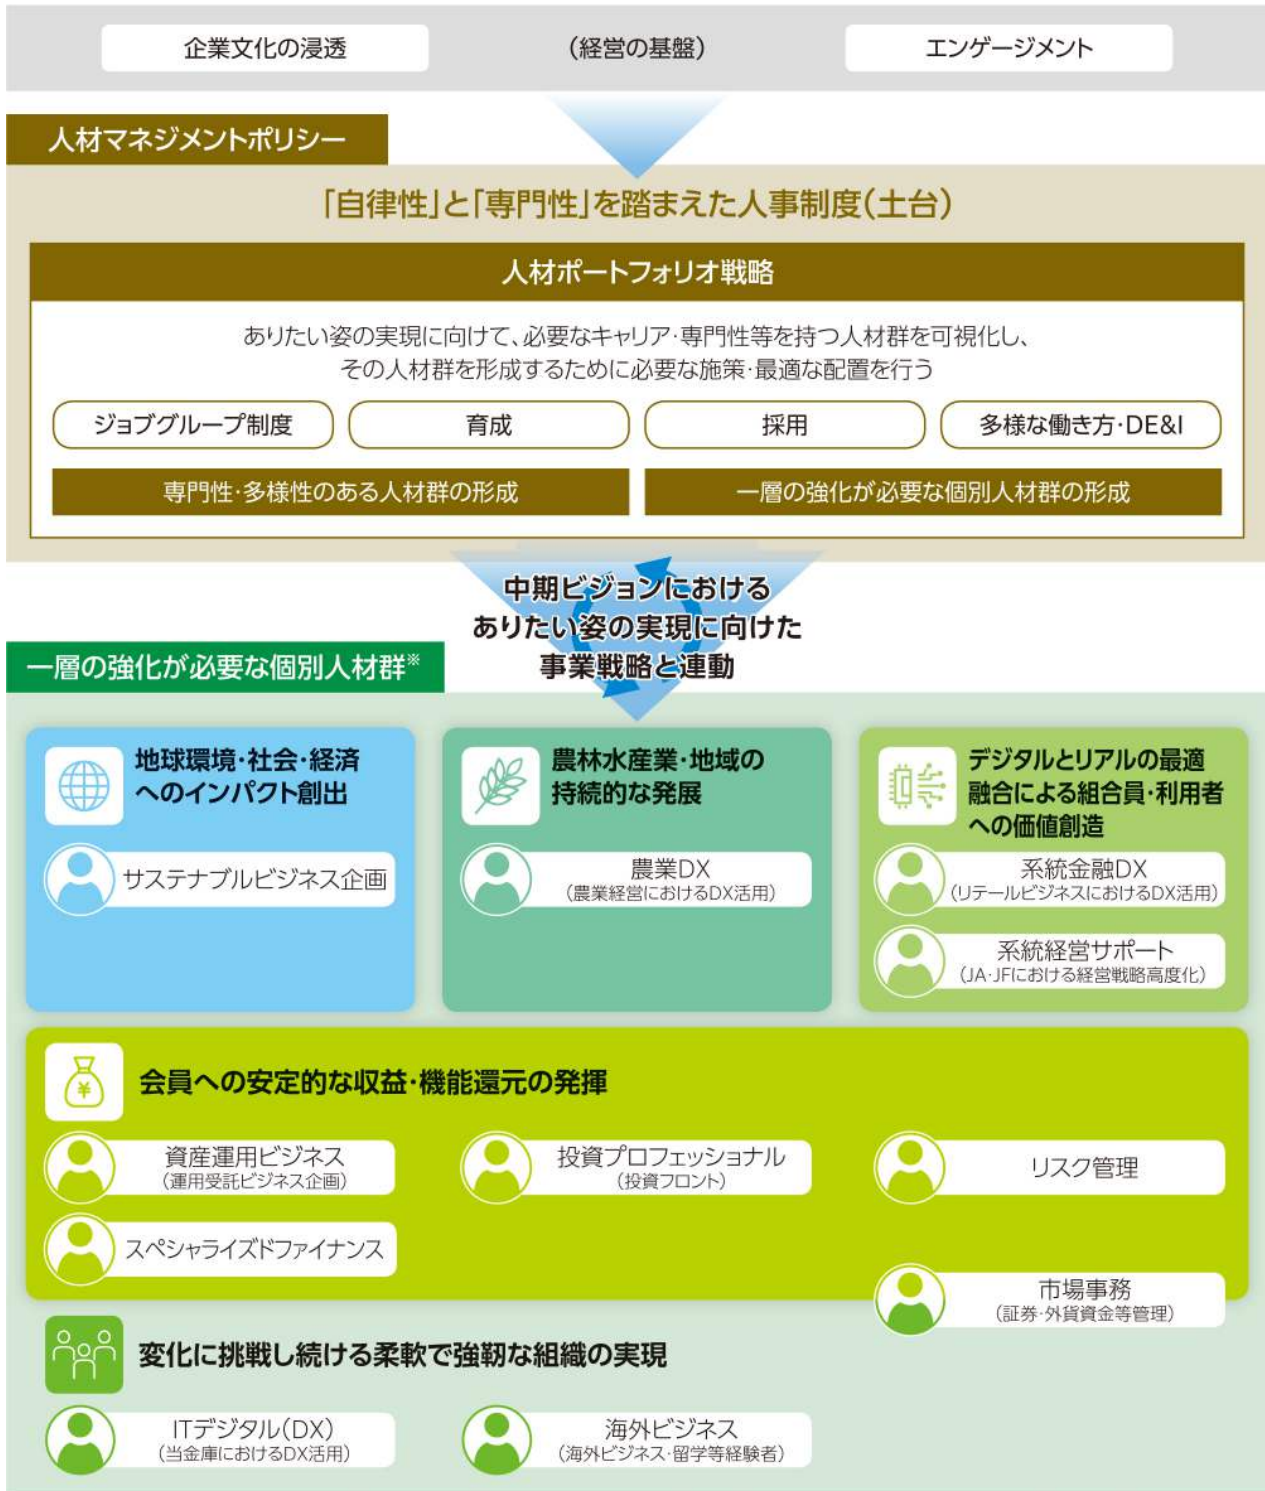 企業文化の浸透
(経営の基盤)
エンゲージメント
人材マネジメントポリシー
「自律性」と「専門性」を踏まえた人事制度(土台)
人材ポートフォリオ戦略
ありたい姿の実現に向けて、必要なキャリア・専門性等を持つ人材群を可視化し、
その人材群を形成するために必要な施策・最適な配置を行う
ジョブグループ制度
育成
採用
多様な働き方・DE&I
専門性・多様性のある人材群の形成
一層の強化が必要な個別人材群の形成
中期ビジョンにおける
ありたい姿の実現に向けた
事業戦略と連動
一層の強化が必要な個別人材群※
地球環境・社会・経済
へのインパクト創出
サステナブルビジネス企画
農林水産業・地域の
持続的な発展
農業DX
(農業経営におけるDX活用)
デジタルとリアルの最適
融合による組合員・利用者
への価値創造
系統金融DX
(リテールビジネスにおけるDX活用)
系統経営サポート
(JA・JFにおける経営戦略高度化)
会員への安定的な収益・機能還元の発揮
資産運用ビジネス
(運用受託ビジネス企画)
投資プロフェッショナル
(投資フロント)
リスク管理
スペシャライズドファイナンス
市場事務
(証券・外貨資金等管理)
変化に挑戦し続ける柔軟で強靭な組織の実現
ITデジタル(DX)
(当金庫におけるDX活用)
海外ビジネス
(海外ビジネス・留学等経験者)